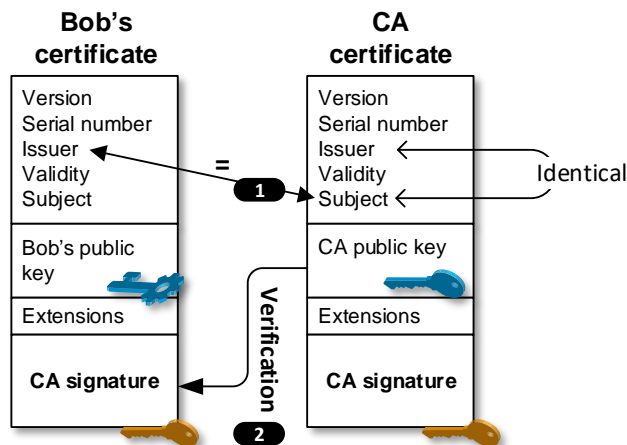 Bob's
certificate
Version
Serial number
Issuer
Validity
Subject
Bob's public
key
Extensions
CA signature
=
1
Verification
2
CA
certificate
Version
Serial number
Issuer
Validity
Subject
Identical
CA public key
Extensions
CA signature